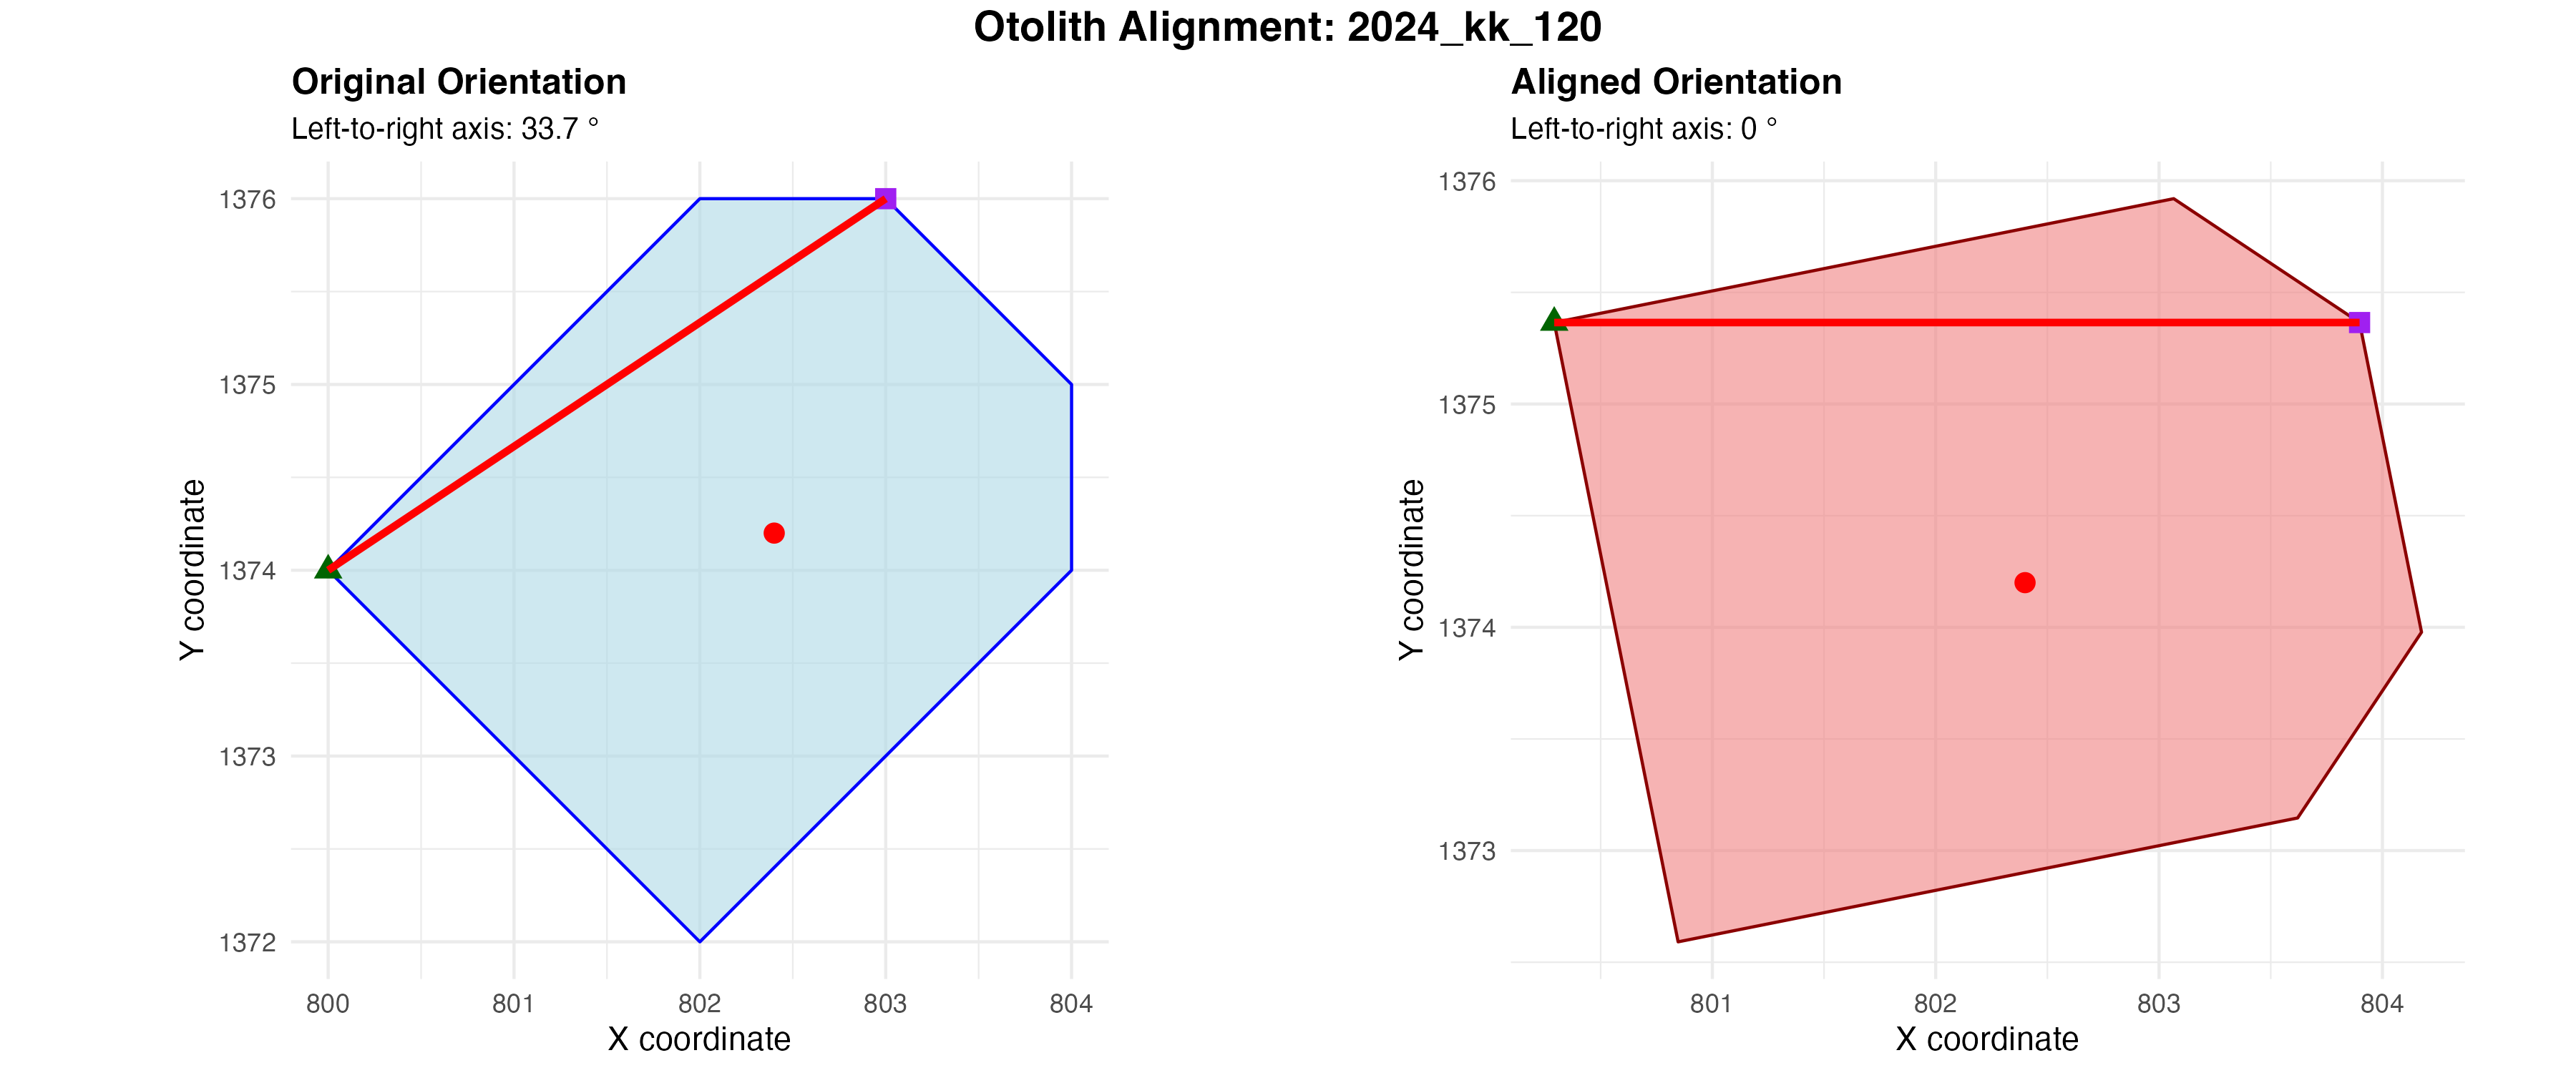 Otolith Alignment: 2024_kk_120
Original Orientation
Left-to-right axis: 33.7 °
1376
1375
1374
1373
1372
Y coordinate
800 801 802 803 804
X coordinate
Aligned Orientation
Left-to-right axis: 0 °
1376
1375
1374
1373
Y coordinate
801 802 803 804
X coordinate